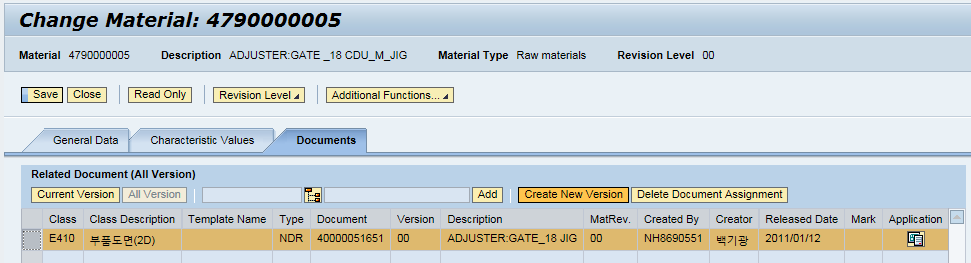 Change Material: 4790000005
Material 4790000005 Description ADJUSTER:GATE _18 CDU_M_JIG Material Type Raw materials Revision Level 00
Save Close Read Only Revision Level Additional Functions...
General Data Characteristic Values Documents
Related Document (All Version)
Current Version All Version Add Create New Version Delete Document Assignment
Class Class Description Template Name Type Document Version Description MatRev. Created By Creator Released Date Mark Application
E410 부품도면(2D) NDR 40000051651 00 ADJUSTER:GATE_18 JIG 00 NH8690551 백기광 2011/01/12